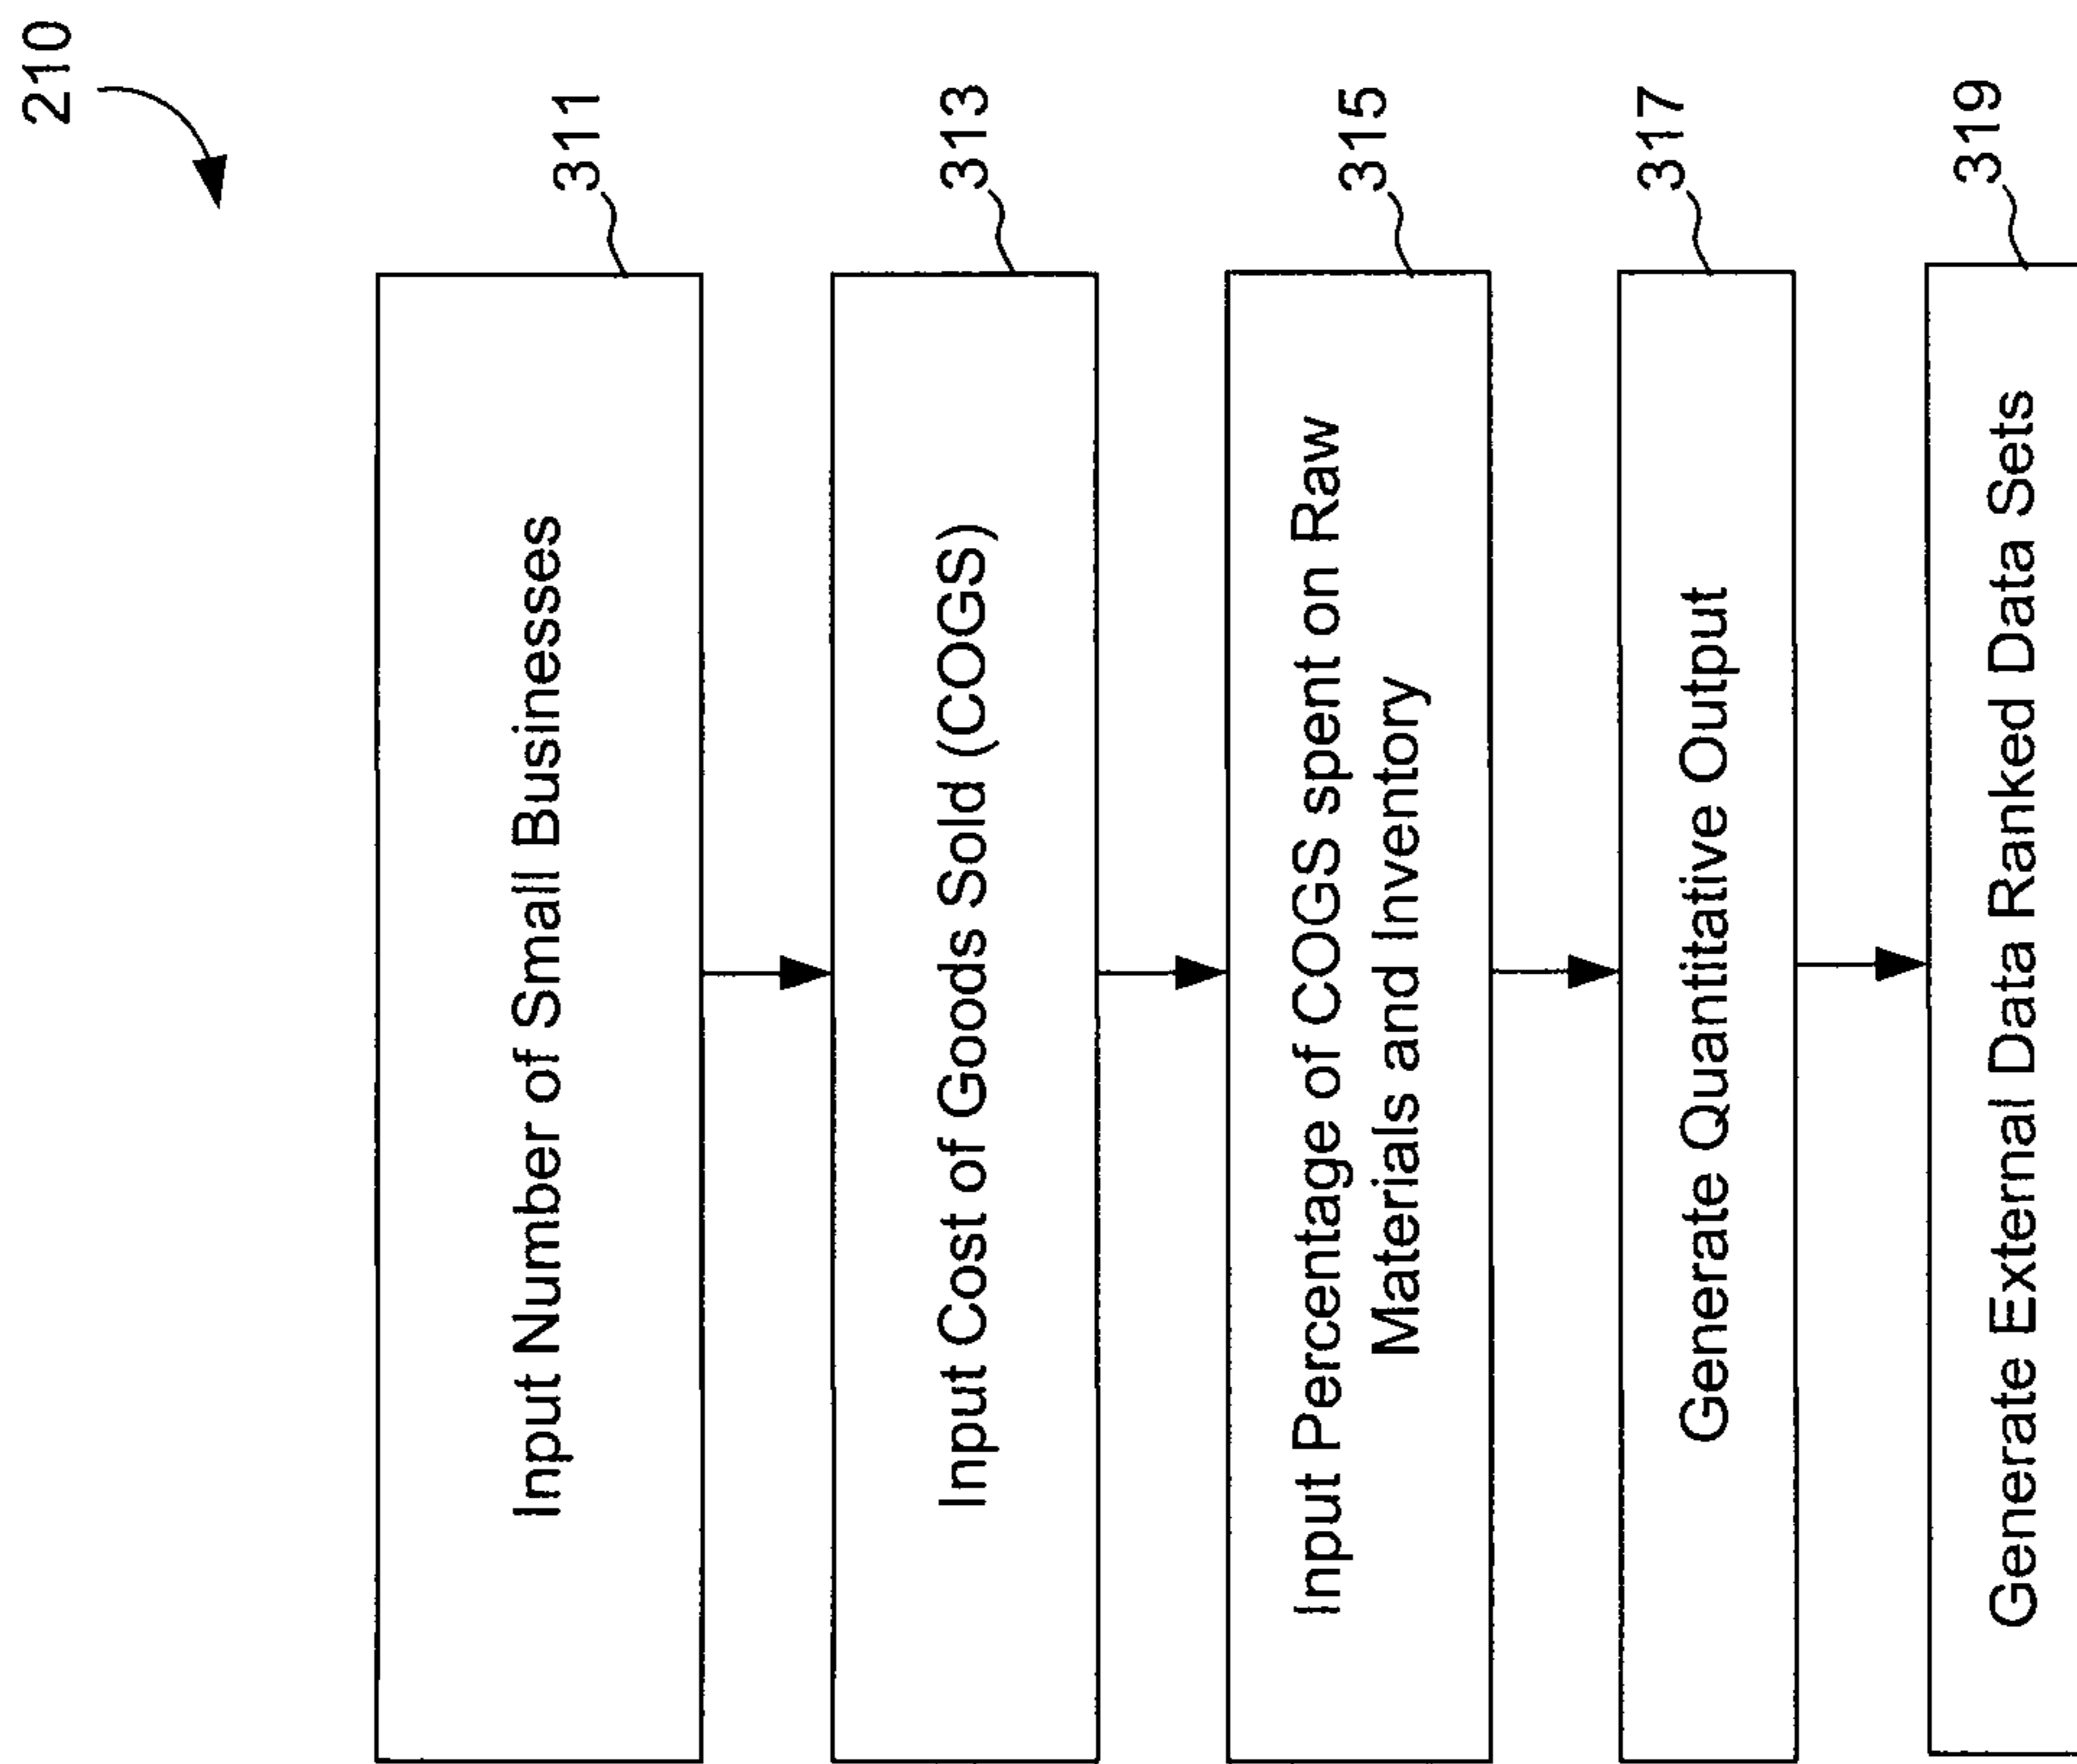 210
Input Number of Small Businesses
311
Input Cost of Goods Sold (COGS)
313
Input Percentage of COGS spent on Raw
Materials and Inventory
315
Generate Quantitative Output
317
Generate External Data Ranked Data Sets
319